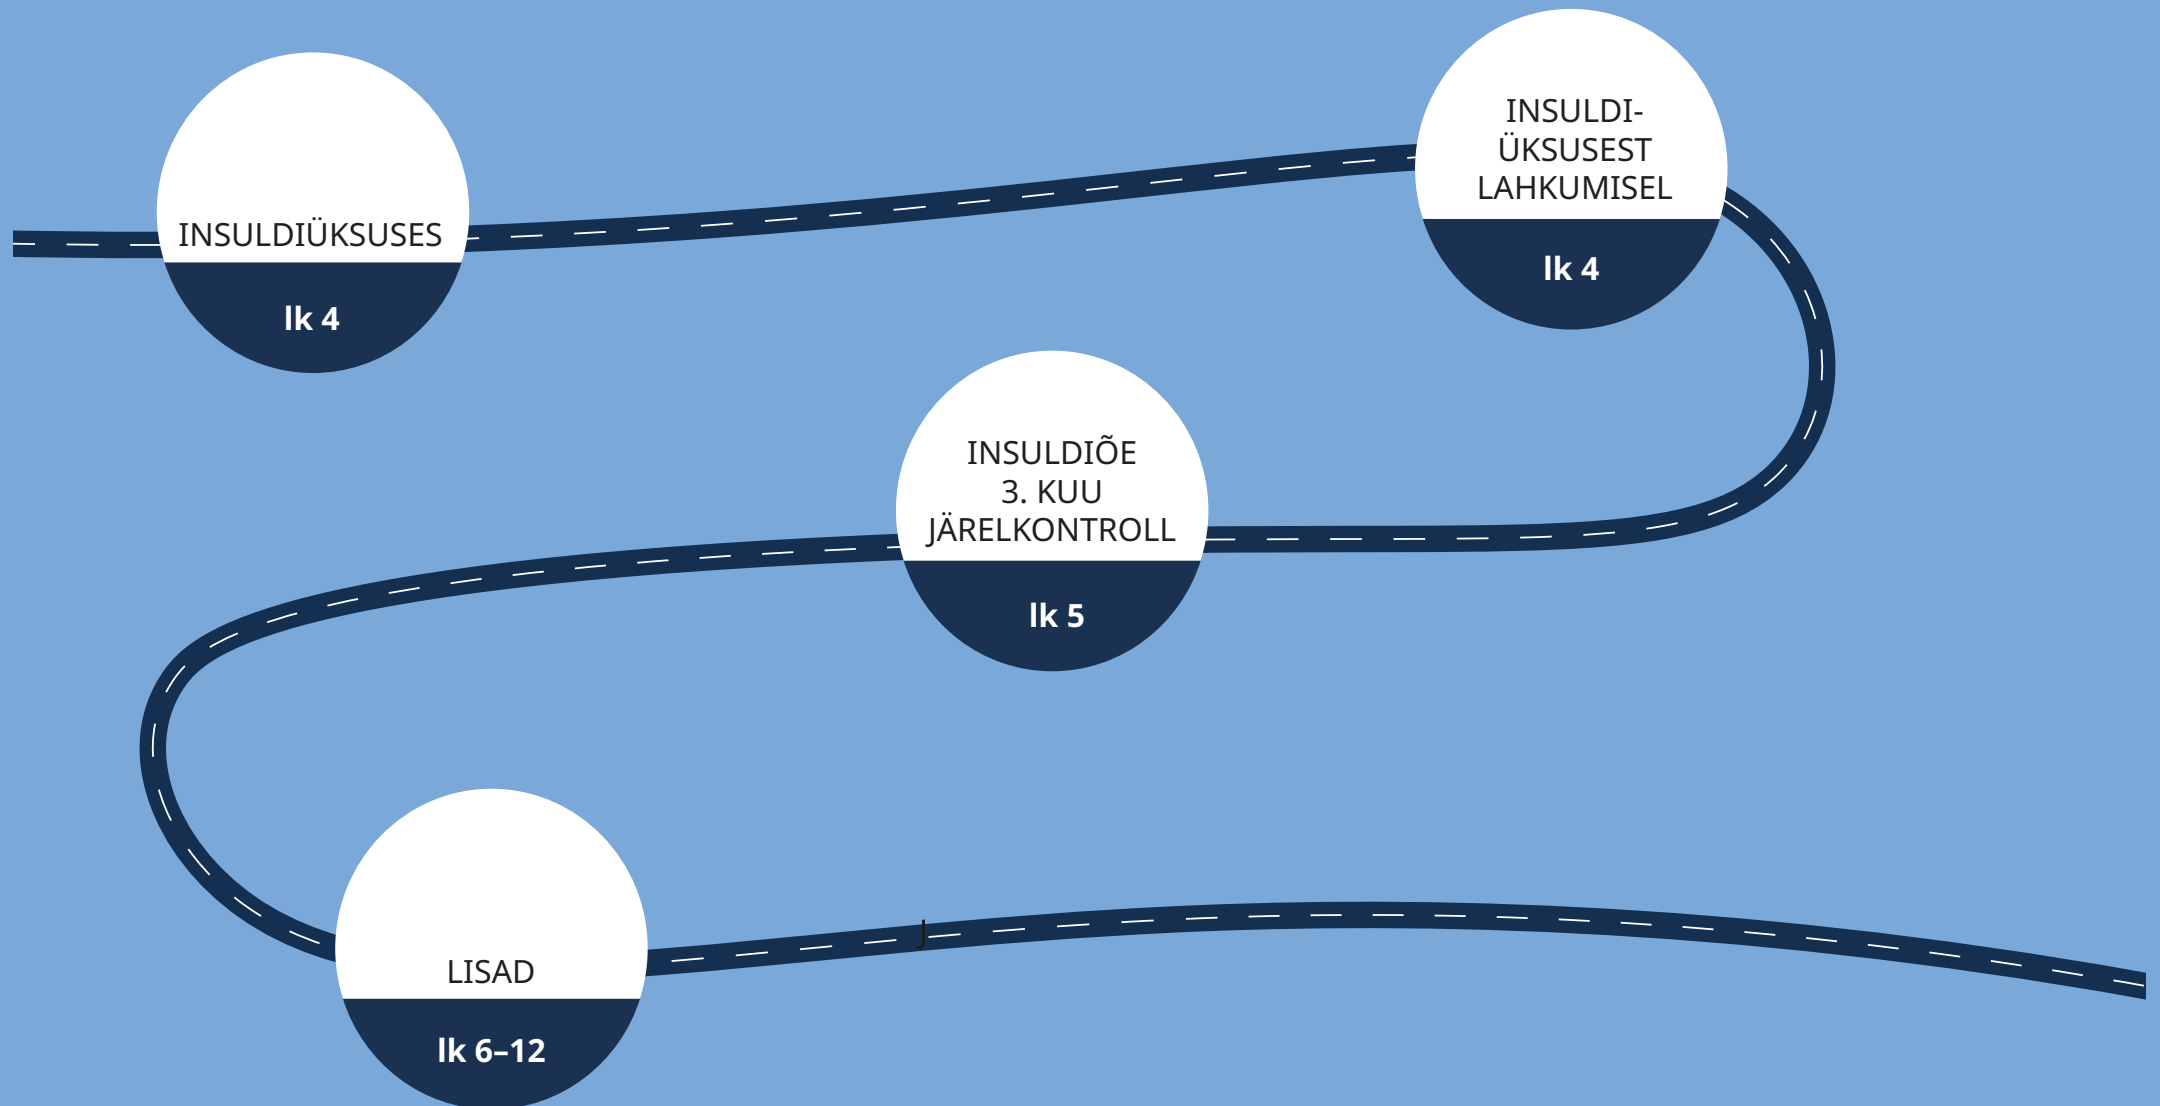 INSULDIÜKSUSES
lk 4
INSULDI-
ÜKSUSEST
LAHKUMISEL
lk 4
INSULDIÕE
3. KUU
JÄRELKONTROLL
lk 5
LISAD
lk 6–12
J